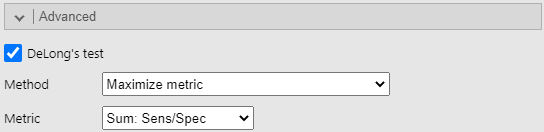 Advanced
DeLong's test
Method Maximize metric
Metric Sum: Sens/Spec